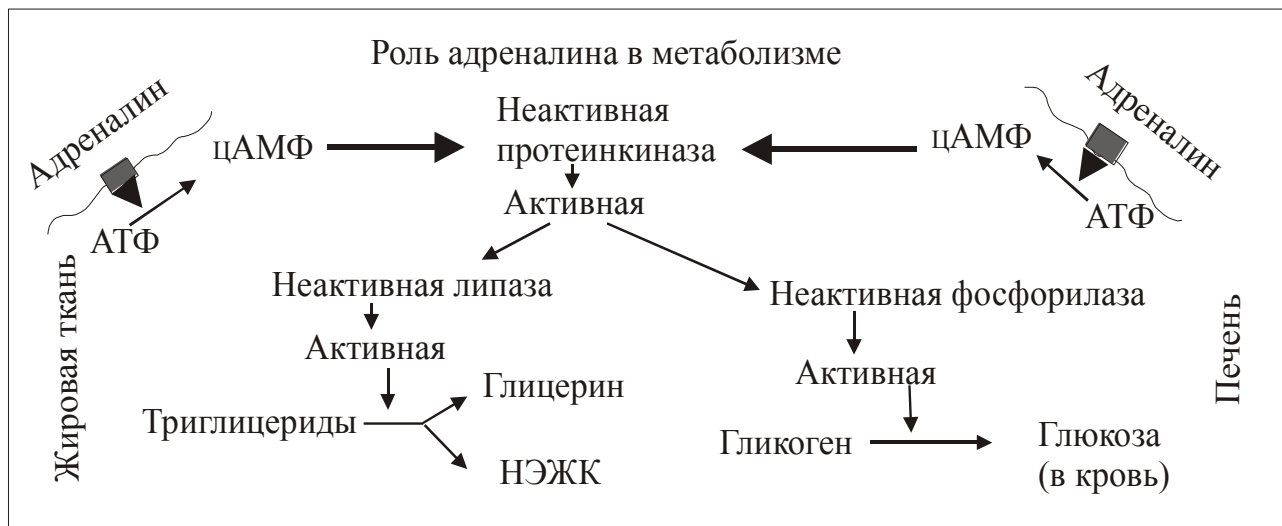 Роль адреналина в метаболизме
Адреналин
цАМФ
АТФ
Неактивная
протеинкиназа
Активная
Адреналин
цАМФ
АТФ
Жировая ткань
Неактивная липаза
Активная
Триглицериды
Глицерин
НЭЖК
Неактивная фосфорилаза
Активная
Гликоген
Глюкоза
(в кровь)
Печень